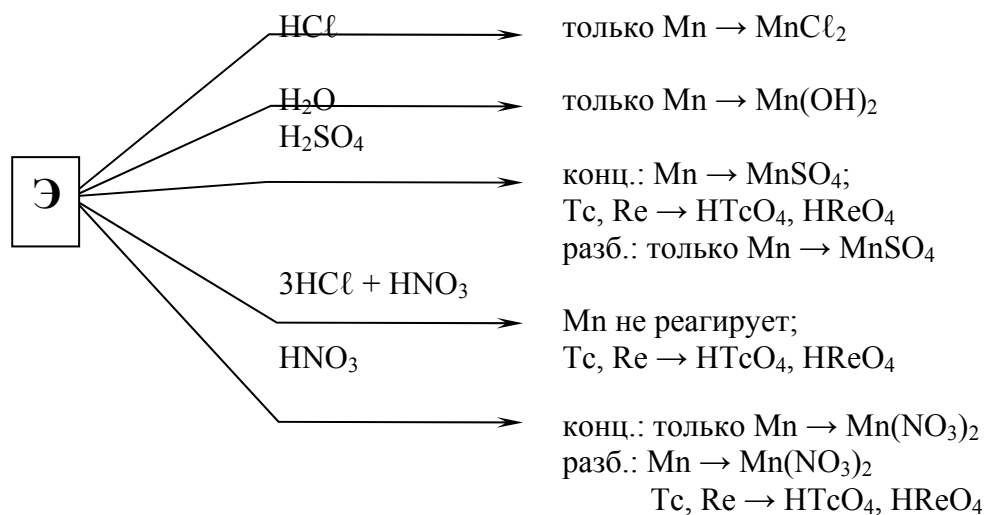 HCℓ
только Mn → MnCℓ₂
H₂O
только Mn → Mn(OH)₂
H₂SO₄
Э
конц.: Mn → MnSO₄;
Tc, Re → HTcO₄, HReO₄
разб.: только Mn → MnSO₄
3HCℓ + HNO₃
Mn не реагирует;
Tc, Re → HTcO₄, HReO₄
HNO₃
конц.: только Mn → Mn(NO₃)₂
разб.: Mn → Mn(NO₃)₂
Tc, Re → HTcO₄, HReO₄